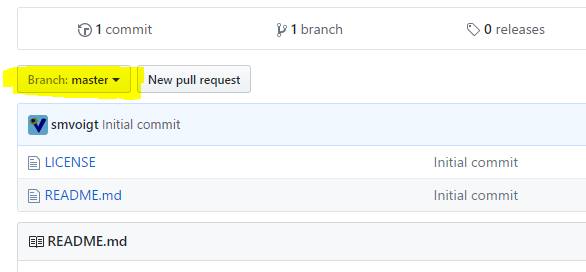 1 commit 1 branch 0 releases
Branch: master New pull request
smvoigt Initial commit
LICENSE Initial commit
README.md Initial commit
README.md